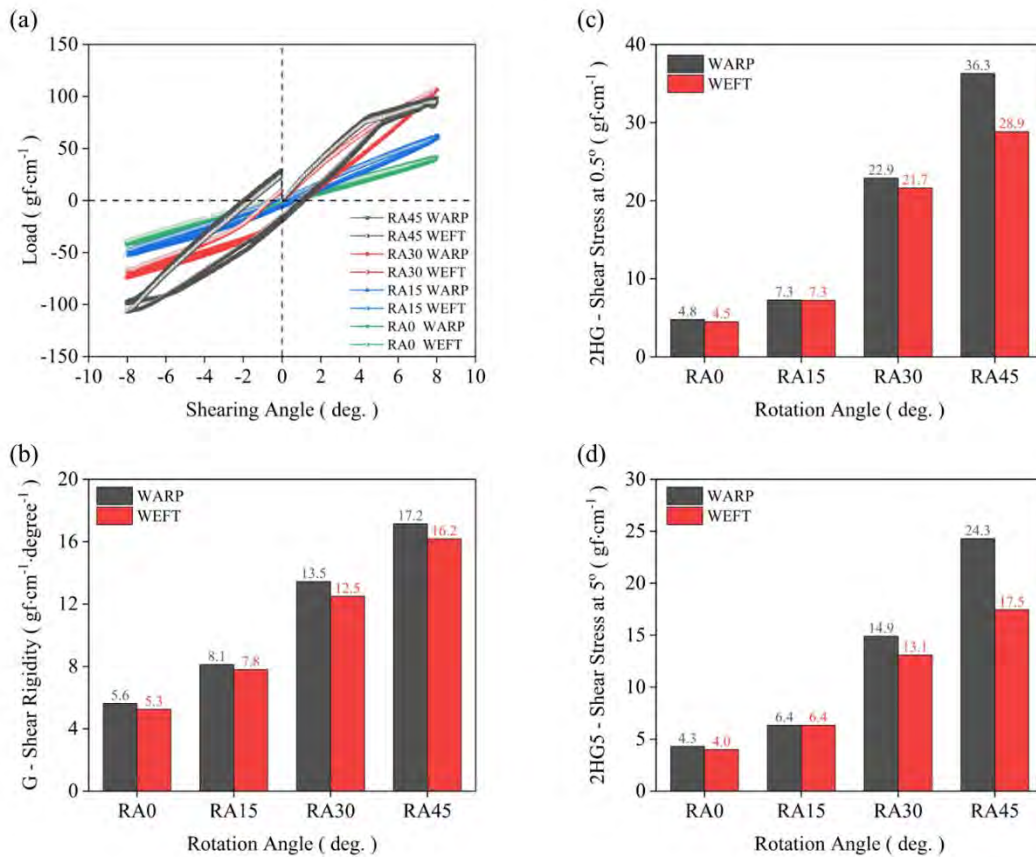 (a)
150
100
50
0
-50
-100
-150
-10 -8 -6 -4 -2 0 2 4 6 8 10
Load ( gf·cm-1 )
Shearing Angle ( deg. )
RA45 WARP
RA45 WEFT
RA30 WARP
RA30 WEFT
RA15 WARP
RA15 WEFT
RA0 WARP
RA0 WEFT
(c)
40
30
20
10
0
2HG - Shear Stress at 0.5º ( gf·cm-1 )
WARP
WEFT
4.8 4.5 7.3 7.3 22.9 21.7 36.3 28.9
RA0 RA15 RA30 RA45
Rotation Angle ( deg. )
(b)
20
16
12
8
4
0
G - Shear Rigidity ( gf·cm-1·degree-1 )
WARP
WEFT
5.6 5.3 8.1 7.8 13.5 12.5 17.2 16.2
RA0 RA15 RA30 RA45
Rotation Angle ( deg. )
(d)
30
25
20
15
10
5
0
2HG5 - Shear Stress at 5º ( gf·cm-1 )
WARP
WEFT
4.3 4.0 6.4 6.4 14.9 13.1 24.3 17.5
RA0 RA15 RA30 RA45
Rotation Angle ( deg. )